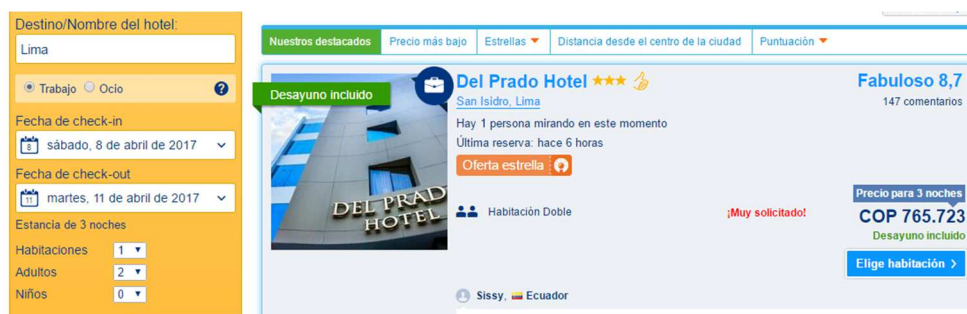 Destino/Nombre del hotel:
Lima
Trabajo Ocio ?
Fecha de check-in
8 sábado, 8 de abril de 2017
Fecha de check-out
11 martes, 11 de abril de 2017
Estancia de 3 noches
Habitaciones 1
Adultos 2
Niños 0
Nuestros destacados Precio más bajo Estrellas Distancia desde el centro de la ciudad Puntuación
Desayuno incluido
DEL PRAD
HOTEL
Del Prado Hotel
San Isidro, Lima
Hay 1 persona mirando en este momento
Última reserva: hace 6 horas
Oferta estrella
Habitación Doble
¡Muy solicitado!
Fabuloso 8,7
147 comentarios
Precio para 3 noches
COP 765.723
Desayuno incluido
Elige habitación
Sissy, Ecuador